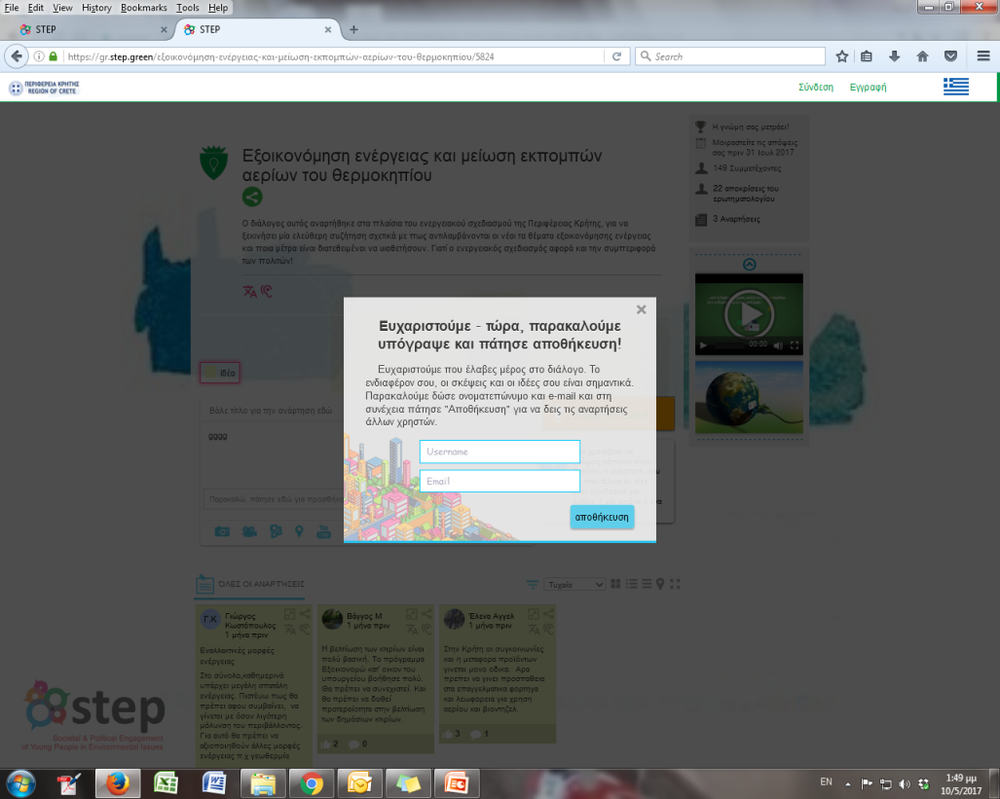 File Edit View History Bookmarks Tools Help
STEP
STEP
https://gr.step.green/εξοικονόμηση-ενέργειας-και-μείωση-εκπομπών-αερίων-του-θερμοκηπίου/5824
Search
ΠΕΡΙΦΕΡΕΙΑ ΚΡΗΤΗΣ
REGION OF CRETE
Σύνδεση Εγγραφή
Εξοικονόμηση ενέργειας και μείωση εκπομπών
αερίων του θερμοκηπίου
Ο διάλογος αυτός αναρτήθηκε στα πλαίσια του ενεργειακού σχεδιασμού της Περιφέρειας Κρήτης, για να
ξεκινήσει μία ελεύθερη συζήτηση σχετικά με πως αντιλαμβάνονται οι νέοι τα θέματα εξοικονόμησης ενέργειας
και ποια μέτρα είναι διατεθειμένοι να υιοθετήσουν. Γιατί ο ενεργειακός σχεδιασμός αφορά και την συμπεριφορά
των πολιτών!
Η γνώμη σας μετράει!
Μοιραστείτε τις απόψεις
σας πριν 31 Ιουλ 2017
149 Συμμετέχοντες
22 αποκρίσεις του
ερωτηματολογίου
3 Αναρτήσεις
00:00
Ευχαριστούμε - τώρα, παρακαλούμε
υπόγραψε και πάτησε αποθήκευση!
Ευχαριστούμε που έλαβες μέρος στο διάλογο. Το
ενδιαφέρον σου, οι σκέψεις και οι ιδέες σου είναι σημαντικά.
Παρακαλούμε δώσε ονοματεπώνυμο και e-mail και στη
συνέχεια πάτησε "Αποθήκευση" για να δεις τις αναρτήσεις
άλλων χρηστών.
Username
Email
αποθήκευση
ιδέα
Βάλε τίτλο για την ανάρτηση εδώ
gggg
Παρακαλώ, πάτησε εδώ για προσθήκη
You
ΌΛΕΣ ΟΙ ΑΝΑΡΤΉΣΕΙΣ
Τυχαία
Γ.Κ Γιώργος
Κωστόπουλος
1 μήνα πριν
Εναλλακτικές μορφές
ενέργειας
Στο σύνολο,καθημερινά
υπάρχει μεγάλη σπατάλη
ενέργειας. Πιστεύω πως θα
πρέπει αφου συμβαίνει, να
γίνεται με όσον λιγότερη
μόλυνση του περιβάλλοντος.
Για αυτό θα πρέπει να
αξιοποιηθούν άλλες μορφές
ενέργειας π.χ γεωθερμία
Βάγγος Μ
1 μήνα πριν
Η βελτίωση των κτιρίων είναι
πολύ βασική. Το πρόγραμμα
Εξοικονομώ κατ' οικον του
υπουργείου βοήθησε πολύ.
Θα πρέπει να συνεχιστεί. Και
θα πρέπει να δοθεί
προτεραιότητα στην βελτίωση
των δημόσιων κτιρίων.
2 0
Έλενα Αγγελ
1 μήνα πριν
Στην Κρήτη οι συγκοινωνίες
και η μεταφορα προϊόντων
γινεται μονο οδικα. Αρα
πρεπει να γινει προσπαθεια
στα επαγγελματικα φορτηγα
και λεωφορεια για χρηση
αεριου και βιοντηζελ.
3 1
step
Societal & Political Engagement
of Young People in Environmental Issues
EN
1:49 μμ
10/5/2017